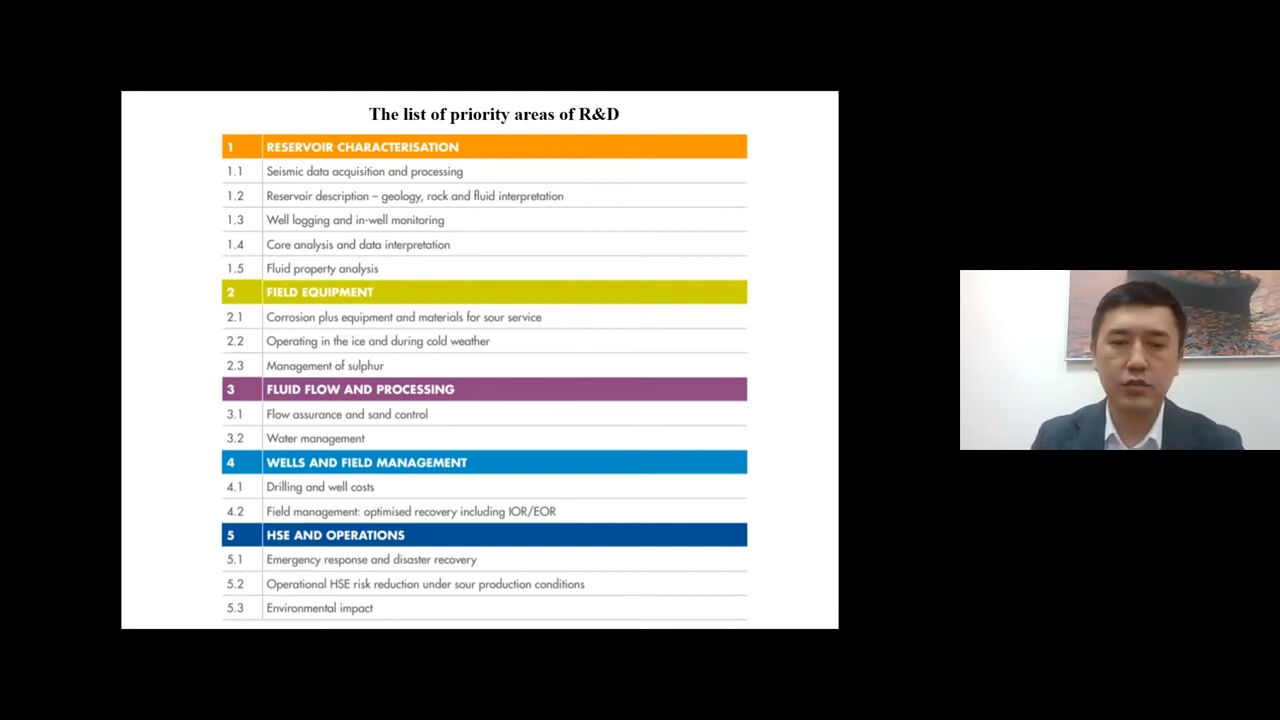 The list of priority areas of R&D
1 RESERVOIR CHARACTERISATION
1.1 Seismic data acquisition and processing
1.2 Reservoir description – geology, rock and fluid interpretation
1.3 Well logging and in-well monitoring
1.4 Core analysis and data interpretation
1.5 Fluid property analysis
2 FIELD EQUIPMENT
2.1 Corrosion plus equipment and materials for sour service
2.2 Operating in the ice and during cold weather
2.3 Management of sulphur
3 FLUID FLOW AND PROCESSING
3.1 Flow assurance and sand control
3.2 Water management
4 WELLS AND FIELD MANAGEMENT
4.1 Drilling and well costs
4.2 Field management: optimised recovery including IOR/EOR
5 HSE AND OPERATIONS
5.1 Emergency response and disaster recovery
5.2 Operational HSE risk reduction under sour production conditions
5.3 Environmental impact